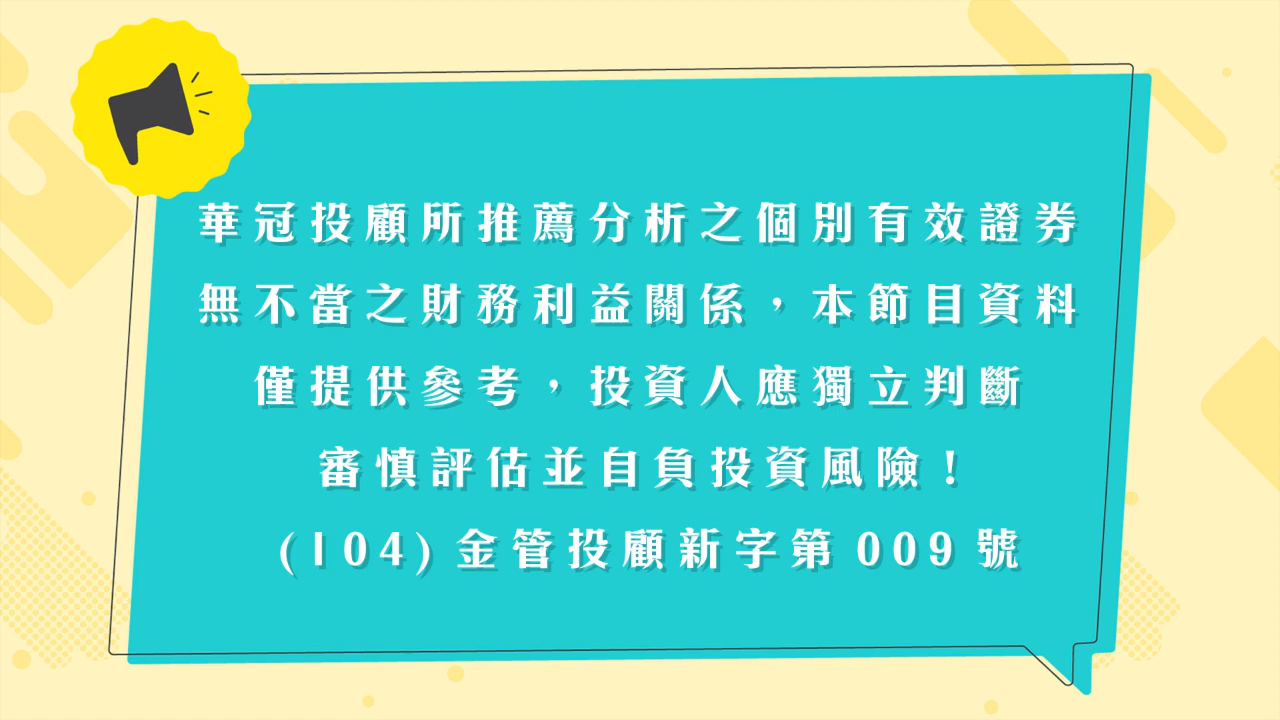 華冠投顧所推薦分析之個別有效證券
無不當之財務利益關係，本節目資料
僅提供參考，投資人應獨立判斷
審慎評估並自負投資風險！
(104) 金管投顧新字第 009 號